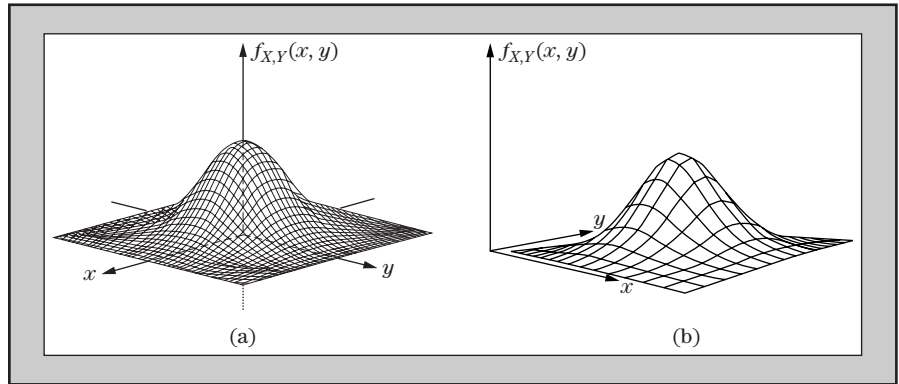 f_{X,Y}(x, y)
x
y
(a)
f_{X,Y}(x, y)
y
x
(b)